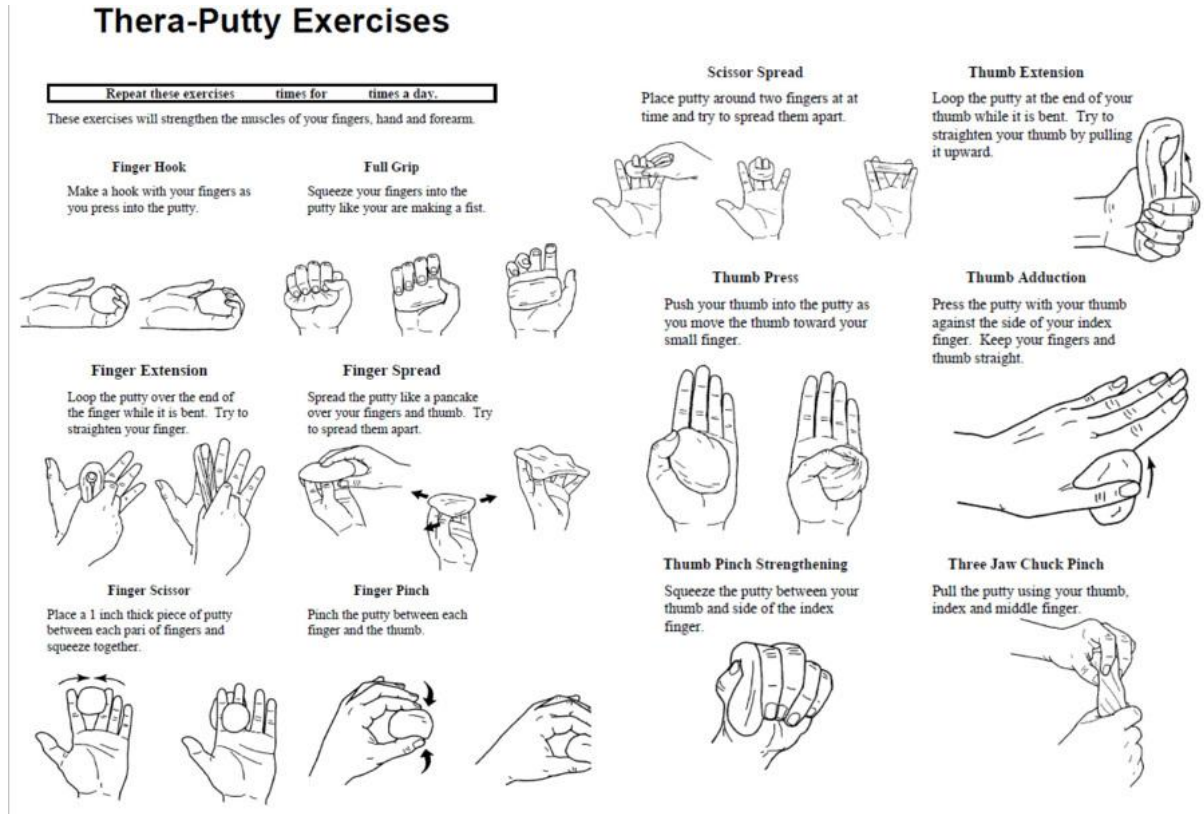 Thera-Putty Exercises
Repeat these exercises times for times a day.
These exercises will strengthen the muscles of your fingers, hand and forearm.
Finger Hook
Make a hook with your fingers as
you press into the putty.
Full Grip
Squeeze your fingers into the
putty like your are making a fist.
Finger Extension
Loop the putty over the end of
the finger while it is bent. Try to
straighten your finger.
Finger Spread
Spread the putty like a pancake
over your fingers and thumb. Try
to spread them apart.
Finger Scissor
Place a 1 inch thick piece of putty
between each pari of fingers and
squeeze together.
Finger Pinch
Pinch the putty between each
finger and the thumb.
Scissor Spread
Place putty around two fingers at at
time and try to spread them apart.
Thumb Extension
Loop the putty at the end of your
thumb while it is bent. Try to
straighten your thumb by pulling
it upward.
Thumb Press
Push your thumb into the putty as
you move the thumb toward your
small finger.
Thumb Adduction
Press the putty with your thumb
against the side of your index
finger. Keep your fingers and
thumb straight.
Thumb Pinch Strengthening
Squeeze the putty between your
thumb and side of the index
finger.
Three Jaw Chuck Pinch
Pull the putty using your thumb,
index and middle finger.